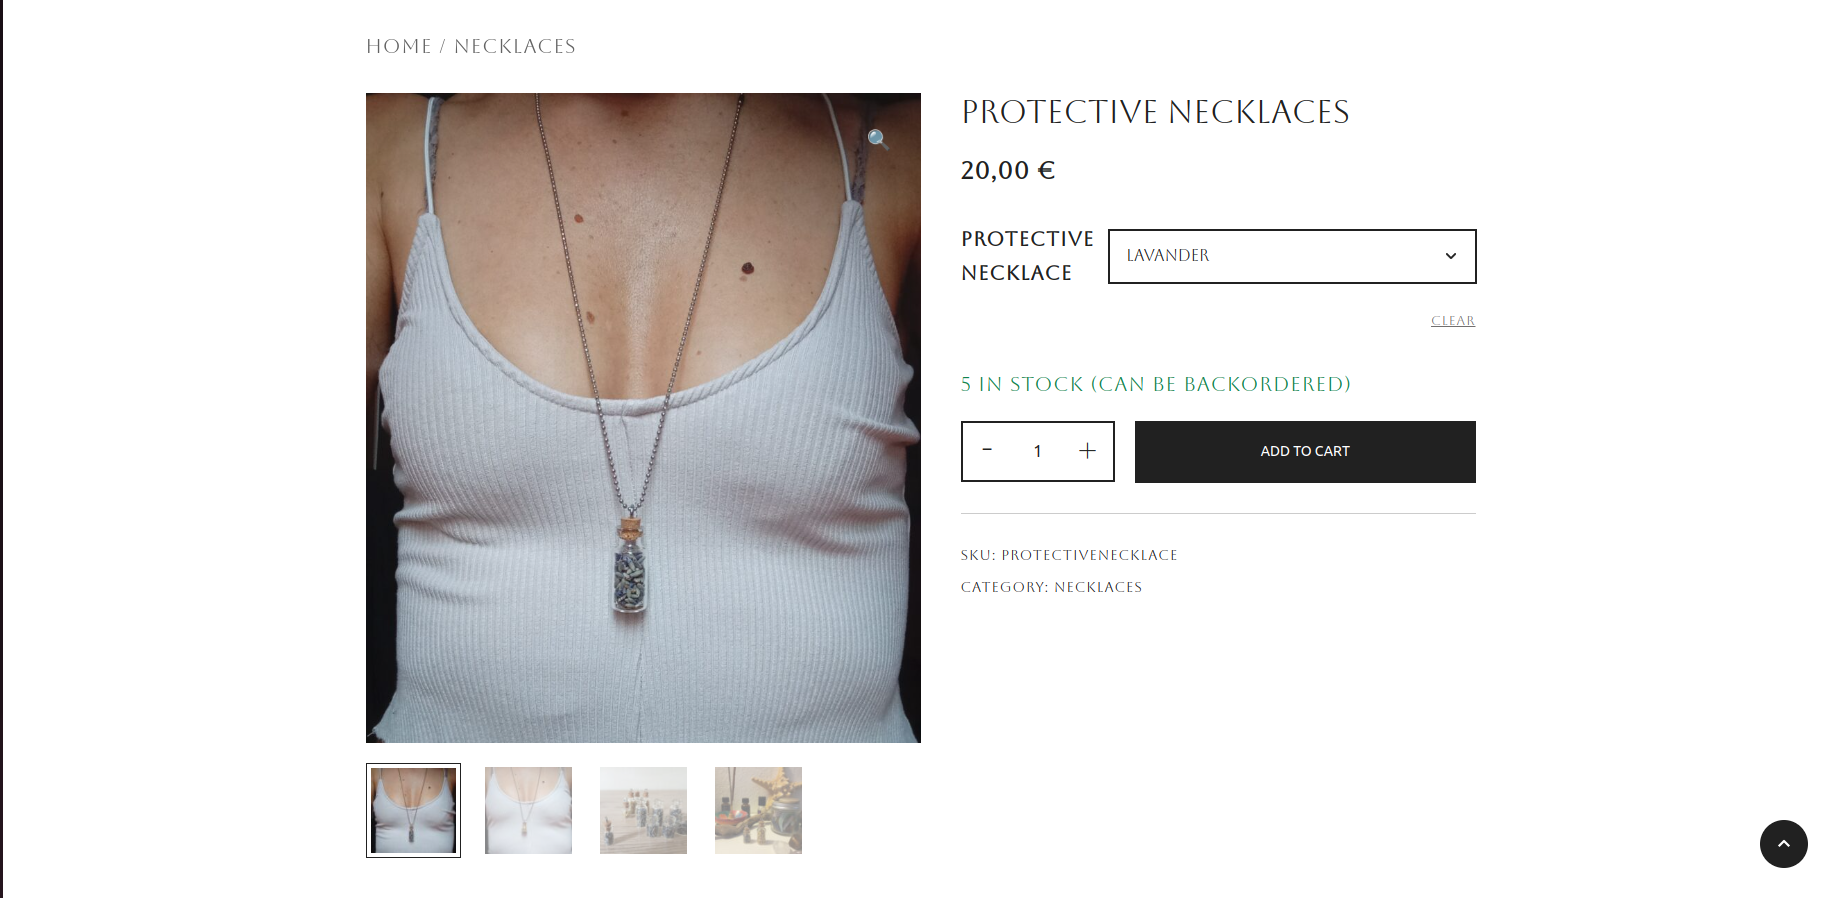 HOME / NECKLACES
PROTECTIVE NECKLACES
20,00 €
PROTECTIVE
NECKLACE
LAVANDER
CLEAR
5 IN STOCK (CAN BE BACKORDERED)
- 1 +
ADD TO CART
SKU: PROTECTIVENECKLACE
CATEGORY: NECKLACES